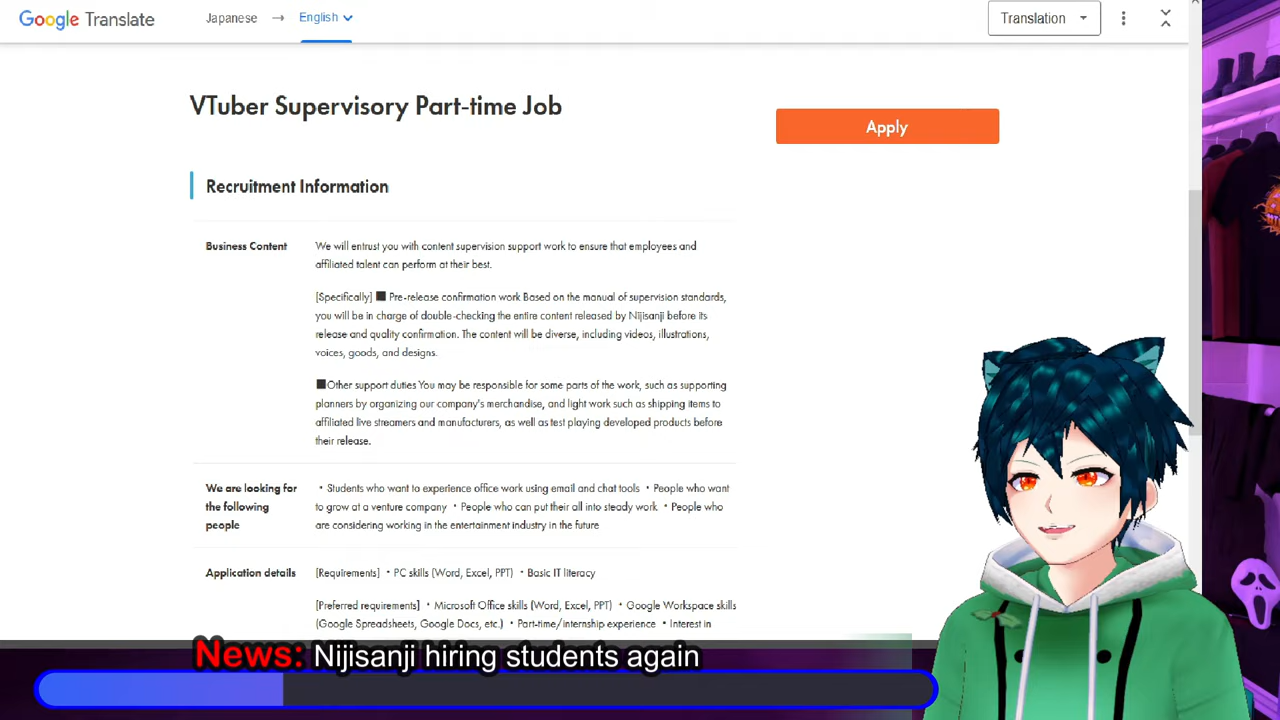 Google Translate
Japanese → English
Translation
VTuber Supervisory Part-time Job
Apply
Recruitment Information
Business Content
We will entrust you with content supervision support work to ensure that employees and
affiliated talent can perform at their best.
[Specifically] ■ Pre-release confirmation work Based on the manual of supervision standards,
you will be in charge of double-checking the entire content released by Nijisanji before its
release and quality confirmation. The content will be diverse, including videos, illustrations,
voices, goods, and designs.
■Other support duties You may be responsible for some parts of the work, such as supporting
planners by organizing our company's merchandise, and light work such as shipping items to
affiliated live streamers and manufacturers, as well as test playing developed products before
their release.
We are looking for
the following
people
・Students who want to experience office work using email and chat tools ・People who want
to grow at a venture company ・People who can put their all into steady work ・People who
are considering working in the entertainment industry in the future
Application details
[Requirements] ・PC skills (Word, Excel, PPT) ・Basic IT literacy
[Preferred requirements] ・Microsoft Office skills (Word, Excel, PPT) ・Google Workspace skills
(Google Spreadsheets, Google Docs, etc.) ・Part-time/internship experience ・Interest in
News: Nijisanji hiring students again